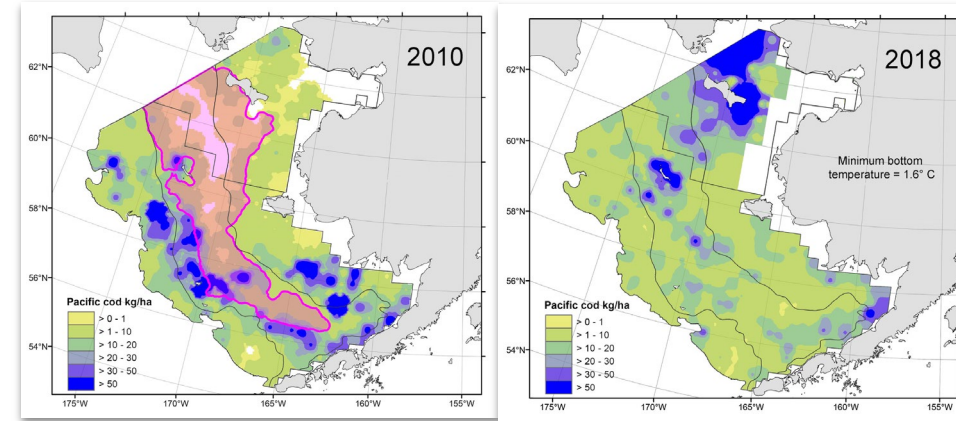 2010
62°N
60°N
58°N
56°N
54°N
Pacific cod kg/ha
> 0 - 1
> 1 - 10
> 10 - 20
> 20 - 30
> 30 - 50
> 50
175°W
170°W
165°W
160°W
155°W
2018
62°N
60°N
58°N
56°N
54°N
Minimum bottom
temperature = 1.6° C
Pacific cod kg/ha
> 0 - 1
> 1 - 10
> 10 - 20
> 20 - 30
> 30 - 50
> 50
175°W
170°W
165°W
160°W
155°W